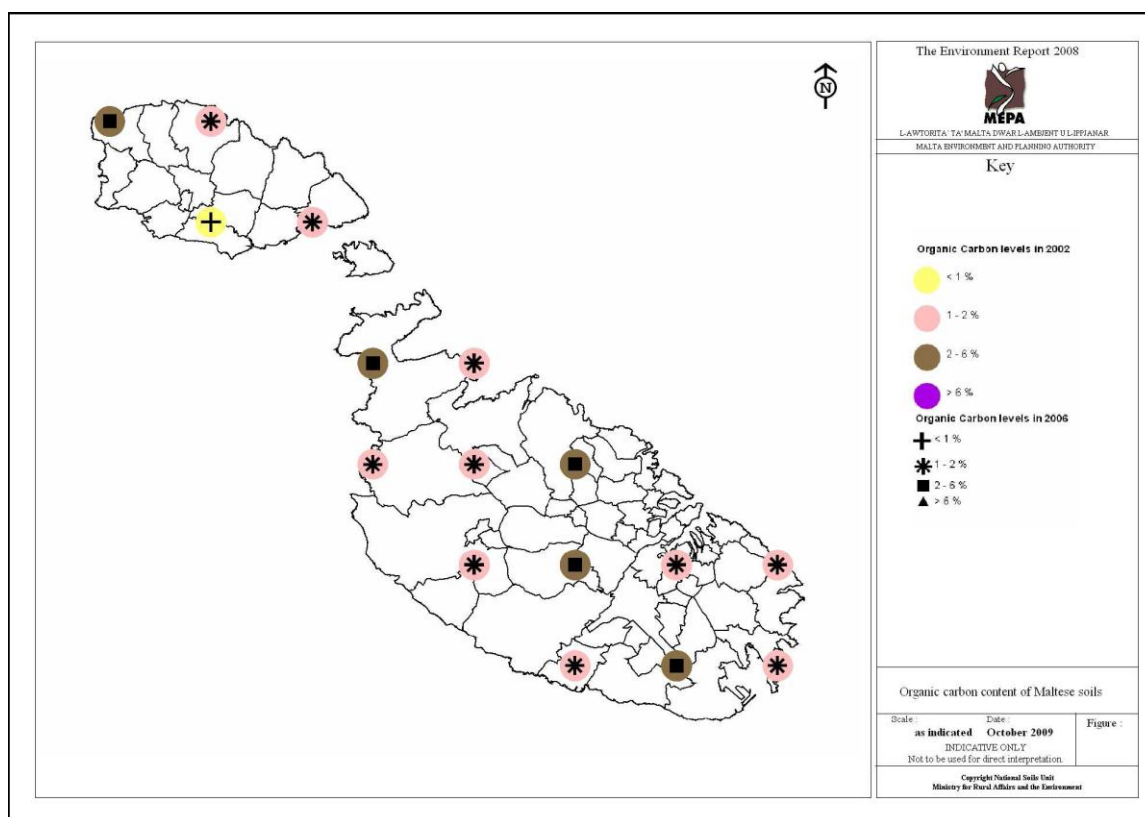 N
The Environment Report 2008
MEPA
L-AWTORITA` TA' MALTA DWAR L-AMBJENT U L-IPPJANAR
MALTA ENVIRONMENT AND PLANNING AUTHORITY
Key
Organic Carbon levels in 2002
< 1 %
1 - 2 %
2 - 6 %
> 6 %
Organic Carbon levels in 2006
< 1 %
1 - 2 %
2 - 6 %
> 6 %
Organic carbon content of Maltese soils
Scale : Date : Figure :
as indicated October 2009
INDICATIVE ONLY
Not to be used for direct interpretation.
Copyright National Soils Unit
Ministry for Rural Affairs and the Environment